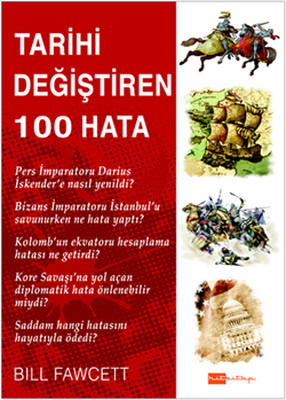 TARİHİ
DEĞİŞTİREN
100 HATA
Pers İmparatoru Darius
İskender'e nasıl yenildi?
Bizans İmparatoru İstanbul'u
savunurken ne hata yaptı?
Kolomb'un ekvatoru hesaplama
hatası ne getirdi?
Kore Savaşı'na yol açan
diplomatik hata önlenebilir
miydi?
Saddam hangi hatasını
hayatıyla ödedi?
BILL FAWCETT
hitkitap